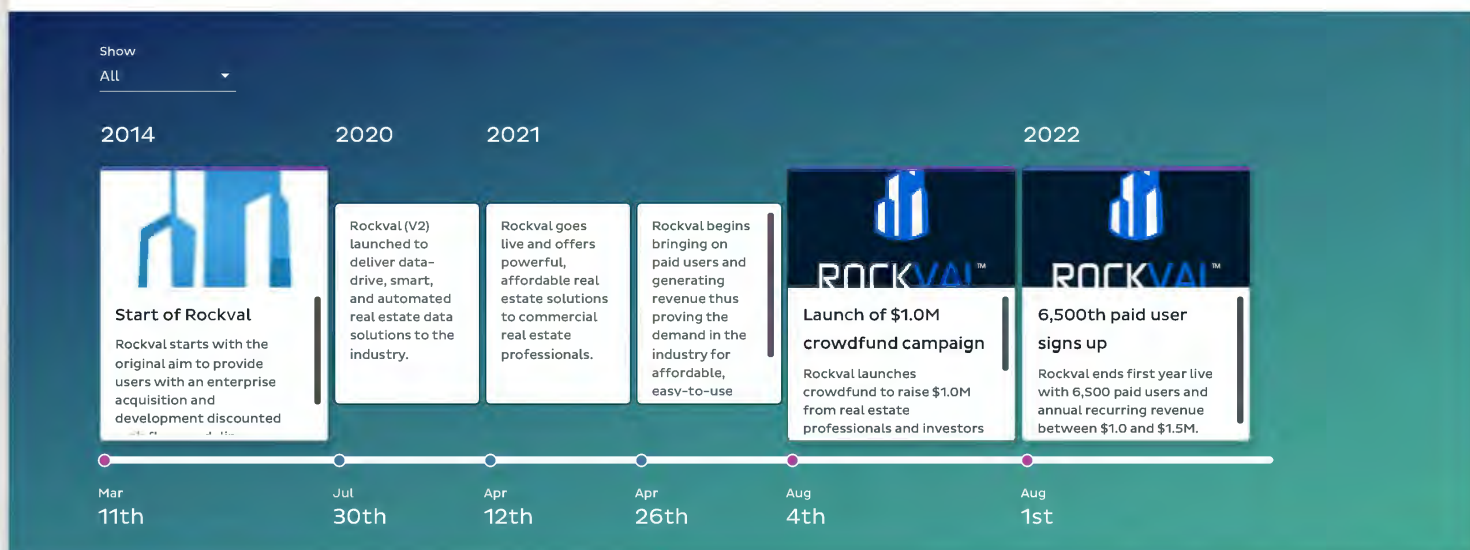 Show
All
2014
2020
2021
2022
Start of Rockval
Rockval starts with the
original aim to provide
users with an enterprise
acquisition and
development discounted
Rockval (V2)
launched to
deliver data-
drive, smart,
and automated
real estate data
solutions to the
industry.
Rockval goes
live and offers
powerful,
affordable real
estate solutions
to commercial
real estate
professionals.
Rockval begins
bringing on
paid users and
generating
revenue thus
proving the
demand in the
industry for
affordable,
easy-to-use
ROCKVAL™
Launch of $1.0M
crowdfund campaign
Rockval launches
crowdfund to raise $1.0M
from real estate
professionals and investors
ROCKVAL™
6,500th paid user
signs up
Rockval ends first year live
with 6,500 paid users and
annual recurring revenue
between $1.0 and $1.5M.
Mar
11th
Jul
30th
Apr
12th
Apr
26th
Aug
4th
Aug
1st